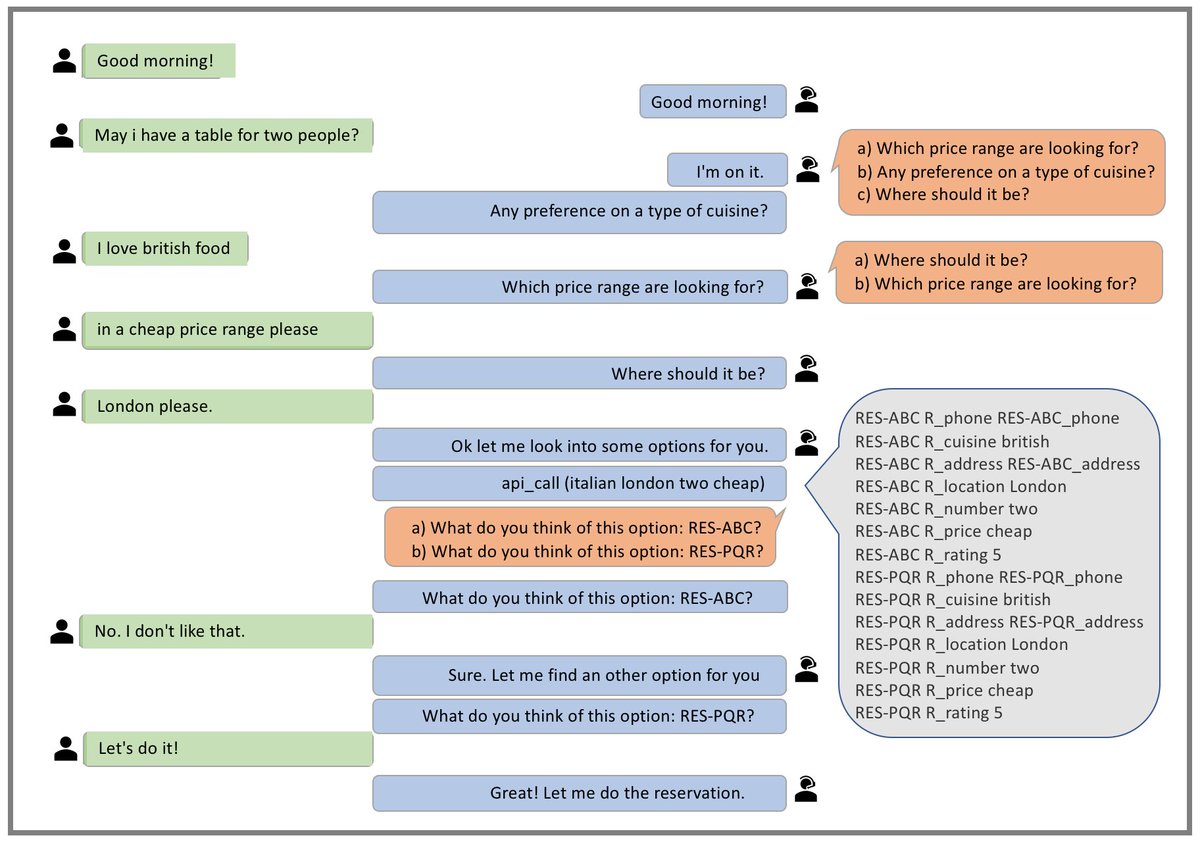 Good morning!
Good morning!
May i have a table for two people?
I'm on it.
a) Which price range are looking for?
b) Any preference on a type of cuisine?
c) Where should it be?
Any preference on a type of cuisine?
I love british food
Which price range are looking for?
a) Where should it be?
b) Which price range are looking for?
in a cheap price range please
Where should it be?
London please.
Ok let me look into some options for you.
api_call (italian london two cheap)
RES-ABC R_phone RES-ABC_phone
RES-ABC R_cuisine british
RES-ABC R_address RES-ABC_address
RES-ABC R_location London
RES-ABC R_number two
RES-ABC R_price cheap
RES-ABC R_rating 5
RES-PQR R_phone RES-PQR_phone
RES-PQR R_cuisine british
RES-PQR R_address RES-PQR_address
RES-PQR R_location London
RES-PQR R_number two
RES-PQR R_price cheap
RES-PQR R_rating 5
a) What do you think of this option: RES-ABC?
b) What do you think of this option: RES-PQR?
What do you think of this option: RES-ABC?
No. I don't like that.
Sure. Let me find an other option for you
What do you think of this option: RES-PQR?
Let's do it!
Great! Let me do the reservation.